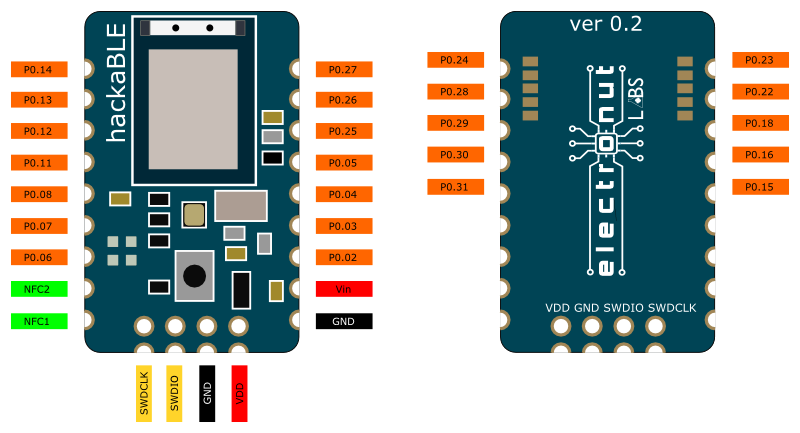 hackaBLE
P0.14
P0.13
P0.12
P0.11
P0.08
P0.07
P0.06
NFC2
NFC1
P0.27
P0.26
P0.25
P0.05
P0.04
P0.03
P0.02
Vin
GND
SWDCLK
SWDIO
GND
VDD
ver 0.2
P0.24
P0.28
P0.29
P0.30
P0.31
electronut
LABS
P0.23
P0.22
P0.18
P0.16
P0.15
VDD GND SWDIO SWDCLK